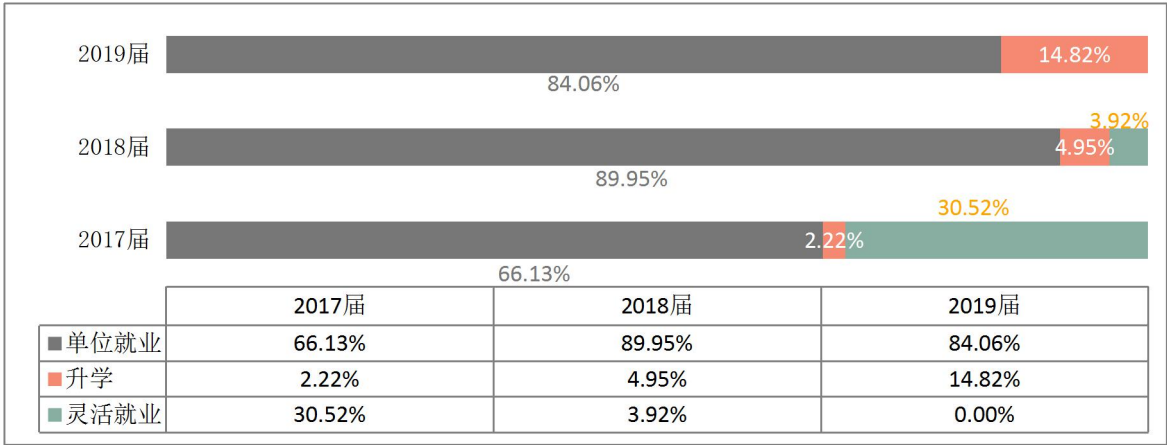 2019届
14.82%
84.06%
3.92%
2018届
4.95%
89.95%
30.52%
2017届
2.22%
66.13%
2017届 2018届 2019届
单位就业 66.13% 89.95% 84.06%
升学 2.22% 4.95% 14.82%
灵活就业 30.52% 3.92% 0.00%